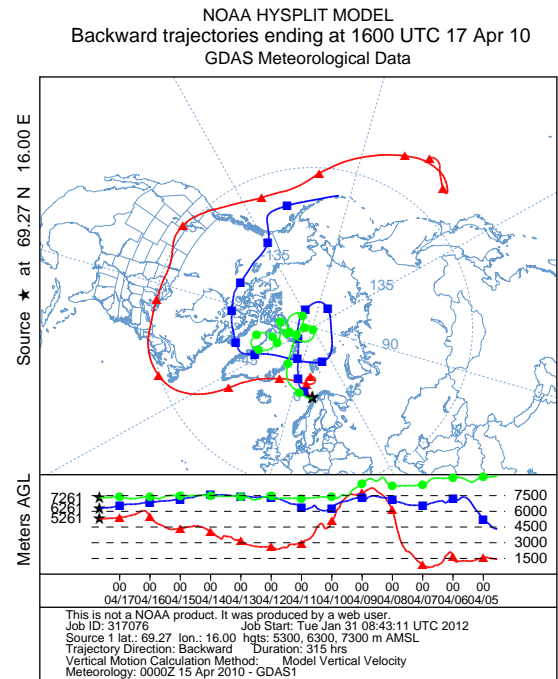 NOAA HYSPLIT MODEL
Backward trajectories ending at 1600 UTC 17 Apr 10
GDAS Meteorological Data
Source ★ at 69.27 N 16.00 E
135
135
90
45
45
Meters AGL
7261
6261
5261
7500
6000
4500
3000
1500
00 00 00 00 00 00 00 00 00 00 00 00 00
04/17 04/16 04/15 04/14 04/13 04/12 04/11 04/10 04/09 04/08 04/07 04/06 04/05
This is not a NOAA product. It was produced by a web user.
Job ID: 317076 Job Start: Tue Jan 31 08:43:11 UTC 2012
Source 1 lat.: 69.27 lon.: 16.00 hgts: 5300, 6300, 7300 m AMSL
Trajectory Direction: Backward Duration: 315 hrs
Vertical Motion Calculation Method: Model Vertical Velocity
Meteorology: 0000Z 15 Apr 2010 - GDAS1